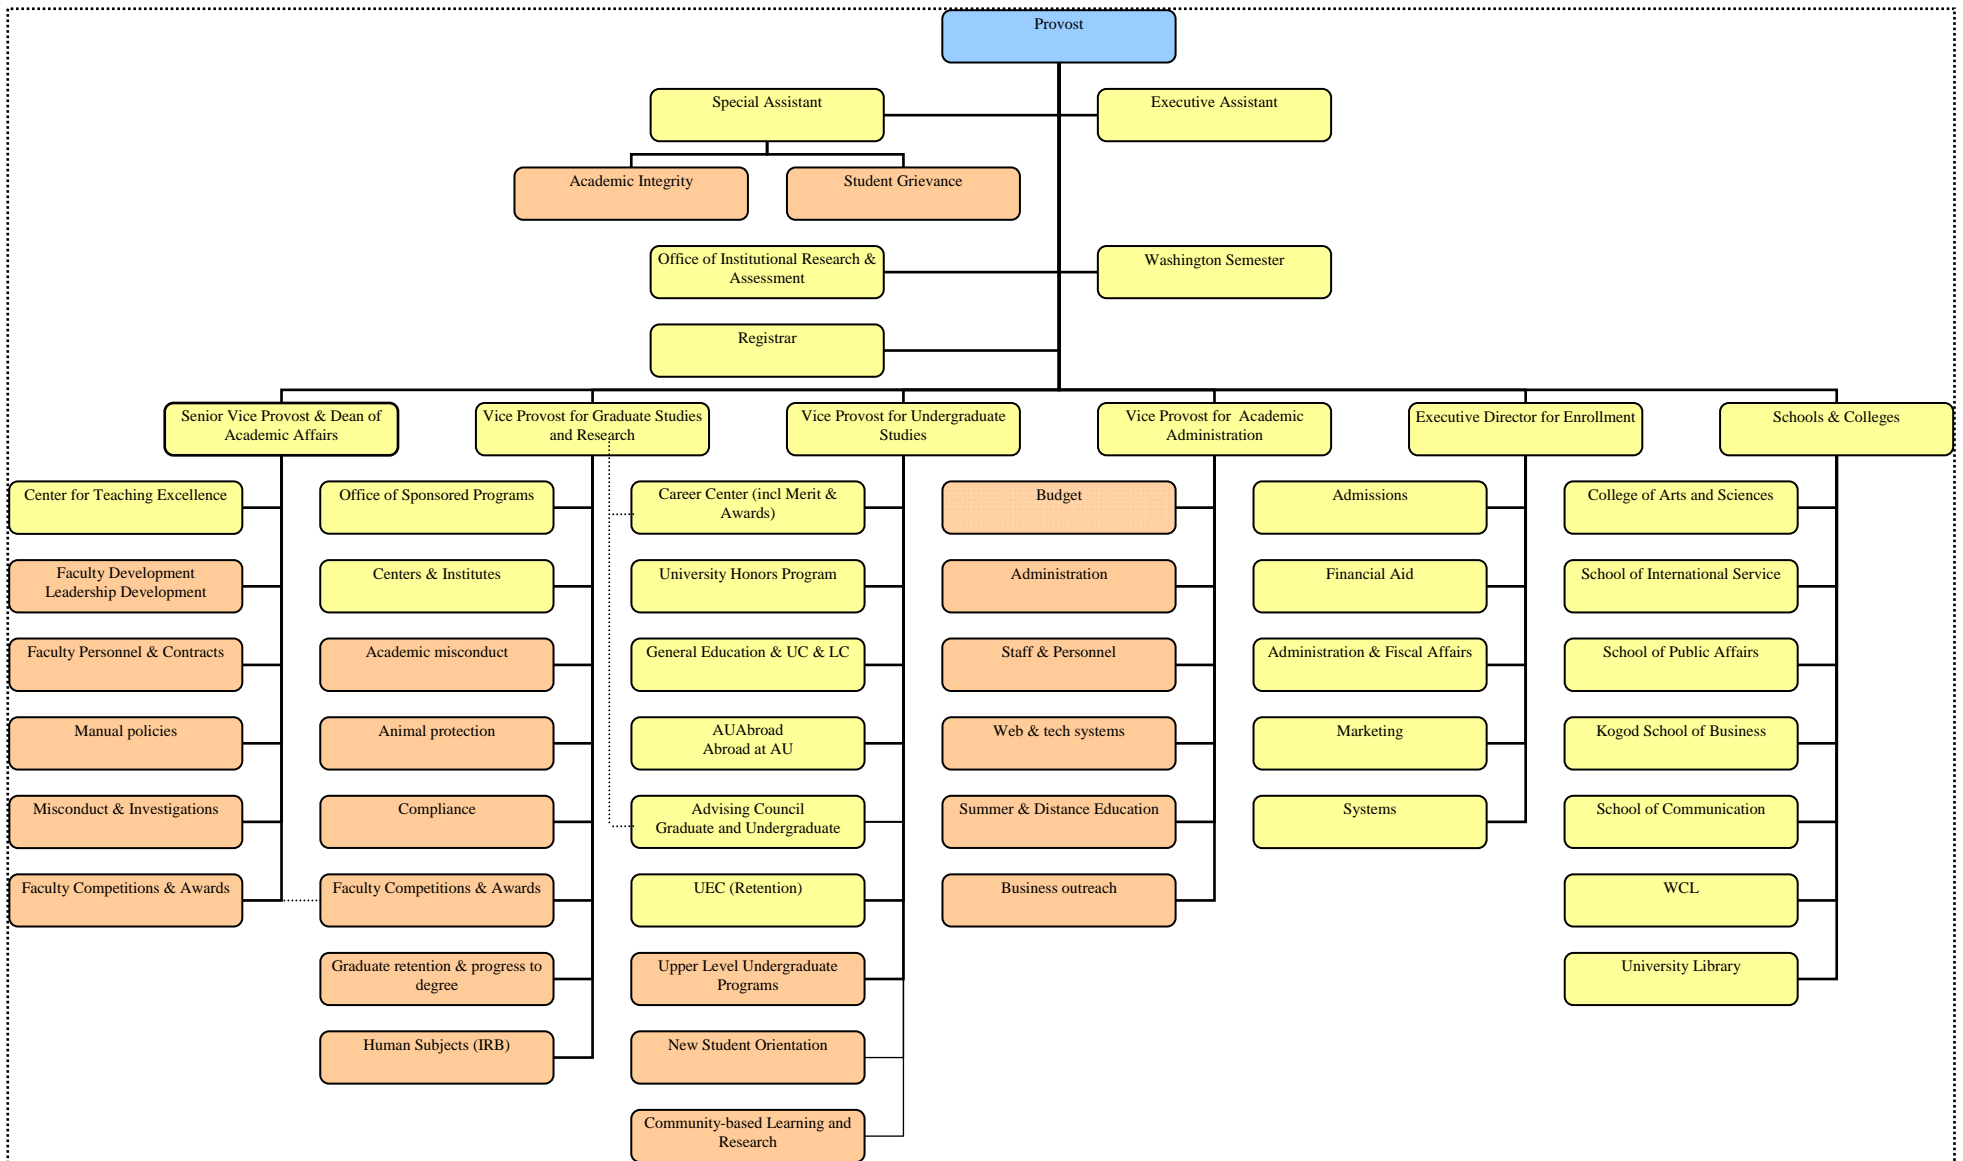 Provost
Special Assistant
Executive Assistant
Academic Integrity
Student Grievance
Office of Institutional Research &
Assessment
Washington Semester
Registrar
Senior Vice Provost & Dean of
Academic Affairs
Vice Provost for Graduate Studies
and Research
Vice Provost for Undergraduate
Studies
Vice Provost for Academic
Administration
Executive Director for Enrollment
Schools & Colleges
Center for Teaching Excellence
Faculty Development
Leadership Development
Faculty Personnel & Contracts
Manual policies
Misconduct & Investigations
Faculty Competitions & Awards
Office of Sponsored Programs
Centers & Institutes
Academic misconduct
Animal protection
Compliance
Faculty Competitions & Awards
Graduate retention & progress to
degree
Human Subjects (IRB)
Career Center (incl Merit &
Awards)
University Honors Program
General Education & UC & LC
AUAbroad
Abroad at AU
Advising Council
Graduate and Undergraduate
UEC (Retention)
Upper Level Undergraduate
Programs
New Student Orientation
Community-based Learning and
Research
Budget
Administration
Staff & Personnel
Web & tech systems
Summer & Distance Education
Business outreach
Admissions
Financial Aid
Administration & Fiscal Affairs
Marketing
Systems
College of Arts and Sciences
School of International Service
School of Public Affairs
Kogod School of Business
School of Communication
WCL
University Library